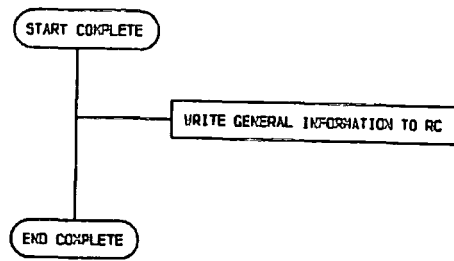 START COMPLETE
WRITE GENERAL INFORMATION TO RC
END COMPLETE